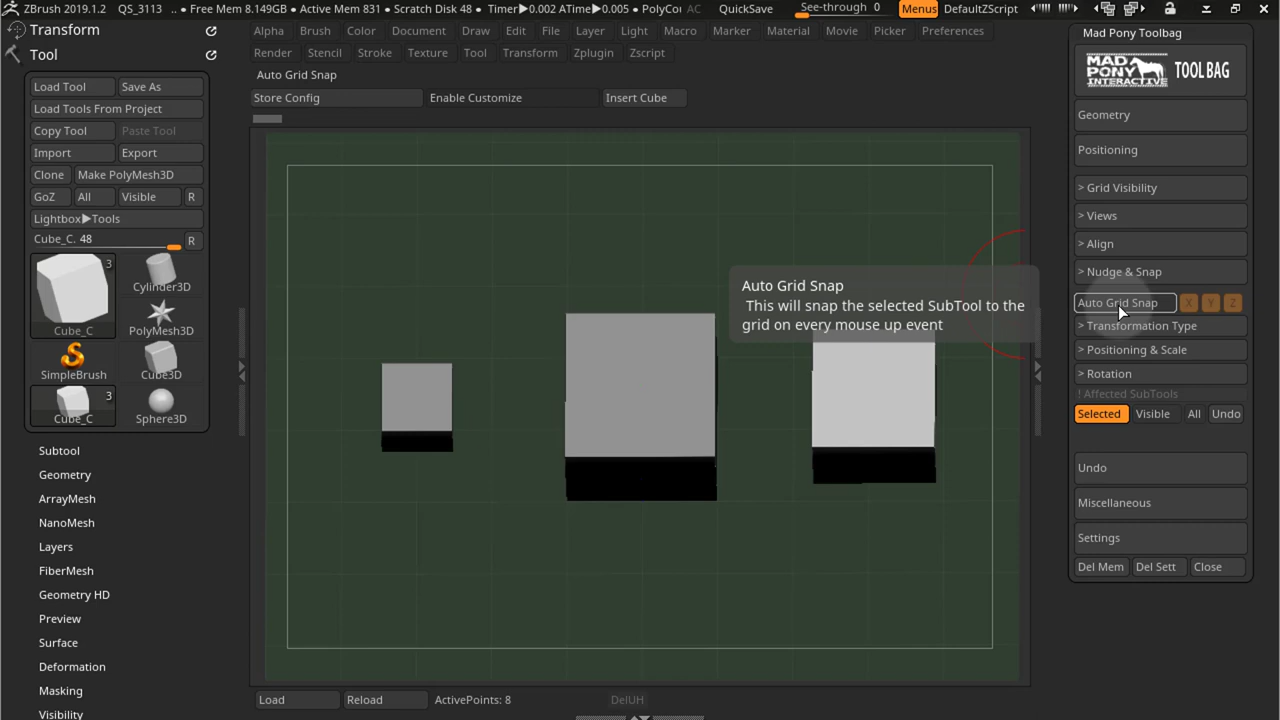 ZBrush 2019.1.2 QS_3113 .. • Free Mem 8.149GB • Active Mem 831 • Scratch Disk 48 • Timer▶0.002 ATime▶0.005 • PolyCou AC QuickSave See-through 0 Menus DefaultZScript
Transform
Tool
Load Tool Save As
Load Tools From Project
Copy Tool Paste Tool
Import Export
Clone Make PolyMesh3D
GoZ All Visible R
Lightbox▶Tools
Cube_C. 48 R
3
Cube_C
Cylinder3D
PolyMesh3D
SimpleBrush Cube3D
3
Cube_C Sphere3D
Subtool
Geometry
ArrayMesh
NanoMesh
Layers
FiberMesh
Geometry HD
Preview
Surface
Deformation
Masking
Visibility
Alpha Brush Color Document Draw Edit File Layer Light Macro Marker Material Movie Picker Preferences
Render Stencil Stroke Texture Tool Transform Zplugin Zscript
Auto Grid Snap
Store Config Enable Customize Insert Cube
Auto Grid Snap
This will snap the selected SubTool to the
grid on every mouse up event
Load Reload ActivePoints: 8 DelUH
Mad Pony Toolbag
MAD PONY INTERACTIVE TOOL BAG
Geometry
Positioning
> Grid Visibility
> Views
> Align
> Nudge & Snap
Auto Grid Snap X Y Z
> Transformation Type
> Positioning & Scale
> Rotation
! Affected SubTools
Selected Visible All Undo
Undo
Miscellaneous
Settings
Del Mem Del Sett Close